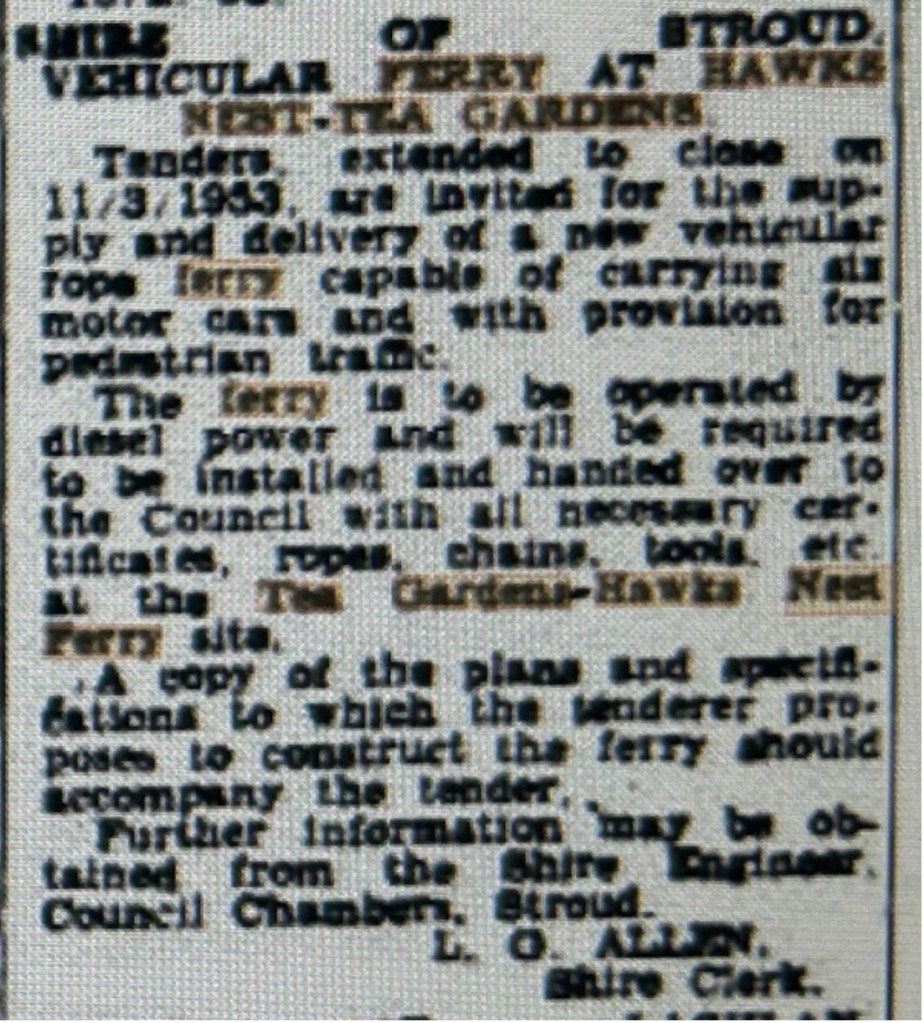 SHIRE OF STROUD.
VEHICULAR FERRY AT HAWKS
NEST-TEA GARDENS
Tenders, extended to close on
11/3/1953, are invited for the sup-
ply and delivery of a new vehicular
rope ferry capable of carrying six
motor cars and with provision for
pedestrian traffic.
The ferry is to be operated by
diesel power and will be required
to be installed and handed over to
the Council with all necessary cer-
tificates, ropes, chains, tools, etc.
at the Tea Gardens-Hawks Nest
Ferry site.
A copy of the plans and specifi-
cations to which the tenderer pro-
poses to construct the ferry should
accompany the tender.
Further information may be ob-
tained from the Shire Engineer,
Council Chambers, Stroud.
L. O. ALLEN,
Shire Clerk.